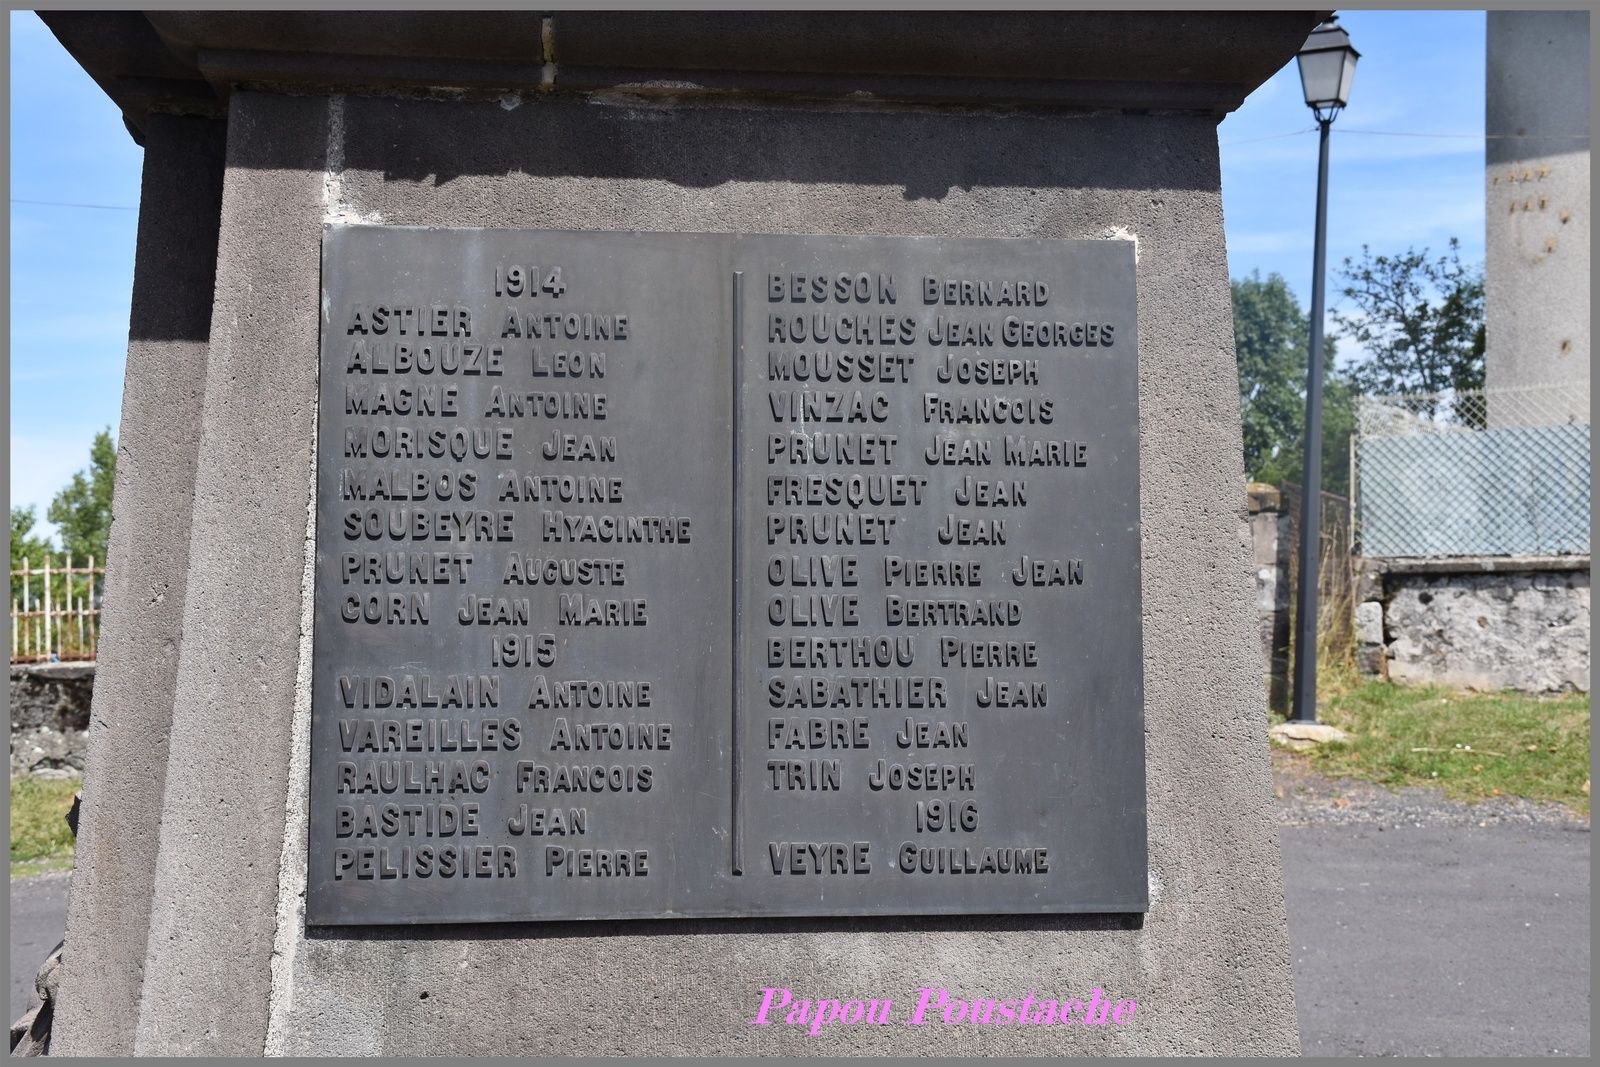 1914
ASTIER ANTOINE
ALBOUZE LEON
MAGNE ANTOINE
MORISQUE JEAN
MALBOS ANTOINE
SOUBEYRE HYACINTHE
PRUNET AUGUSTE
CORN JEAN MARIE
1915
VIDALAIN ANTOINE
VAREILLES ANTOINE
RAULHAC FRANCOIS
BASTIDE JEAN
PELISSIER PIERRE
BESSON BERNARD
ROUCHES JEAN GEORGES
MOUSSET JOSEPH
VINZAC FRANCOIS
PRUNET JEAN MARIE
FRESQUET JEAN
PRUNET JEAN
OLIVE PIERRE JEAN
OLIVE BERTRAND
BERTHOU PIERRE
SABATHIER JEAN
FABRE JEAN
TRIN JOSEPH
1916
VEYRE GUILLAUME
Papou Poustache